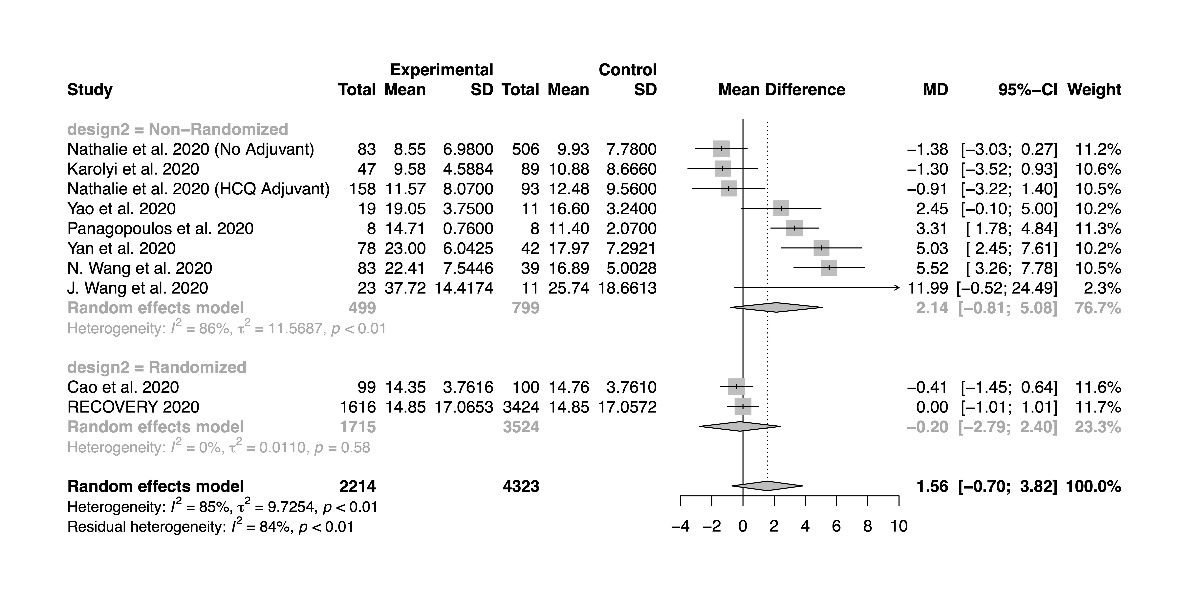 Experimental Control
Study Total Mean SD Total Mean SD Mean Difference MD 95%−CI Weight
design2 = Non−Randomized
Nathalie et al. 2020 (No Adjuvant) 83 8.55 6.9800 506 9.93 7.7800 −1.38 [−3.03; 0.27] 11.2%
Karolyi et al. 2020 47 9.58 4.5884 89 10.88 8.6660 −1.30 [−3.52; 0.93] 10.6%
Nathalie et al. 2020 (HCQ Adjuvant) 158 11.57 8.0700 93 12.48 9.5600 −0.91 [−3.22; 1.40] 10.5%
Yao et al. 2020 19 19.05 3.7500 11 16.60 3.2400 2.45 [−0.10; 5.00] 10.2%
Panagopoulos et al. 2020 8 14.71 0.7600 8 11.40 2.0700 3.31 [ 1.78; 4.84] 11.3%
Yan et al. 2020 78 23.00 6.0425 42 17.97 7.2921 5.03 [ 2.45; 7.61] 10.2%
N. Wang et al. 2020 83 22.41 7.5446 39 16.89 5.0028 5.52 [ 3.26; 7.78] 10.5%
J. Wang et al. 2020 23 37.72 14.4174 11 25.74 18.6613 11.99 [−0.52; 24.49] 2.3%
Random effects model 499 799 2.14 [−0.81; 5.08] 76.7%
Heterogeneity: I² = 86%, τ² = 11.5687, p < 0.01
design2 = Randomized
Cao et al. 2020 99 14.35 3.7616 100 14.76 3.7610 −0.41 [−1.45; 0.64] 11.6%
RECOVERY 2020 1616 14.85 17.0653 3424 14.85 17.0572 0.00 [−1.01; 1.01] 11.7%
Random effects model 1715 3524 −0.20 [−2.79; 2.40] 23.3%
Heterogeneity: I² = 0%, τ² = 0.0110, p = 0.58
Random effects model 2214 4323 1.56 [−0.70; 3.82] 100.0%
Heterogeneity: I² = 85%, τ² = 9.7254, p < 0.01
Residual heterogeneity: I² = 84%, p < 0.01
−4 −2 0 2 4 6 8 10